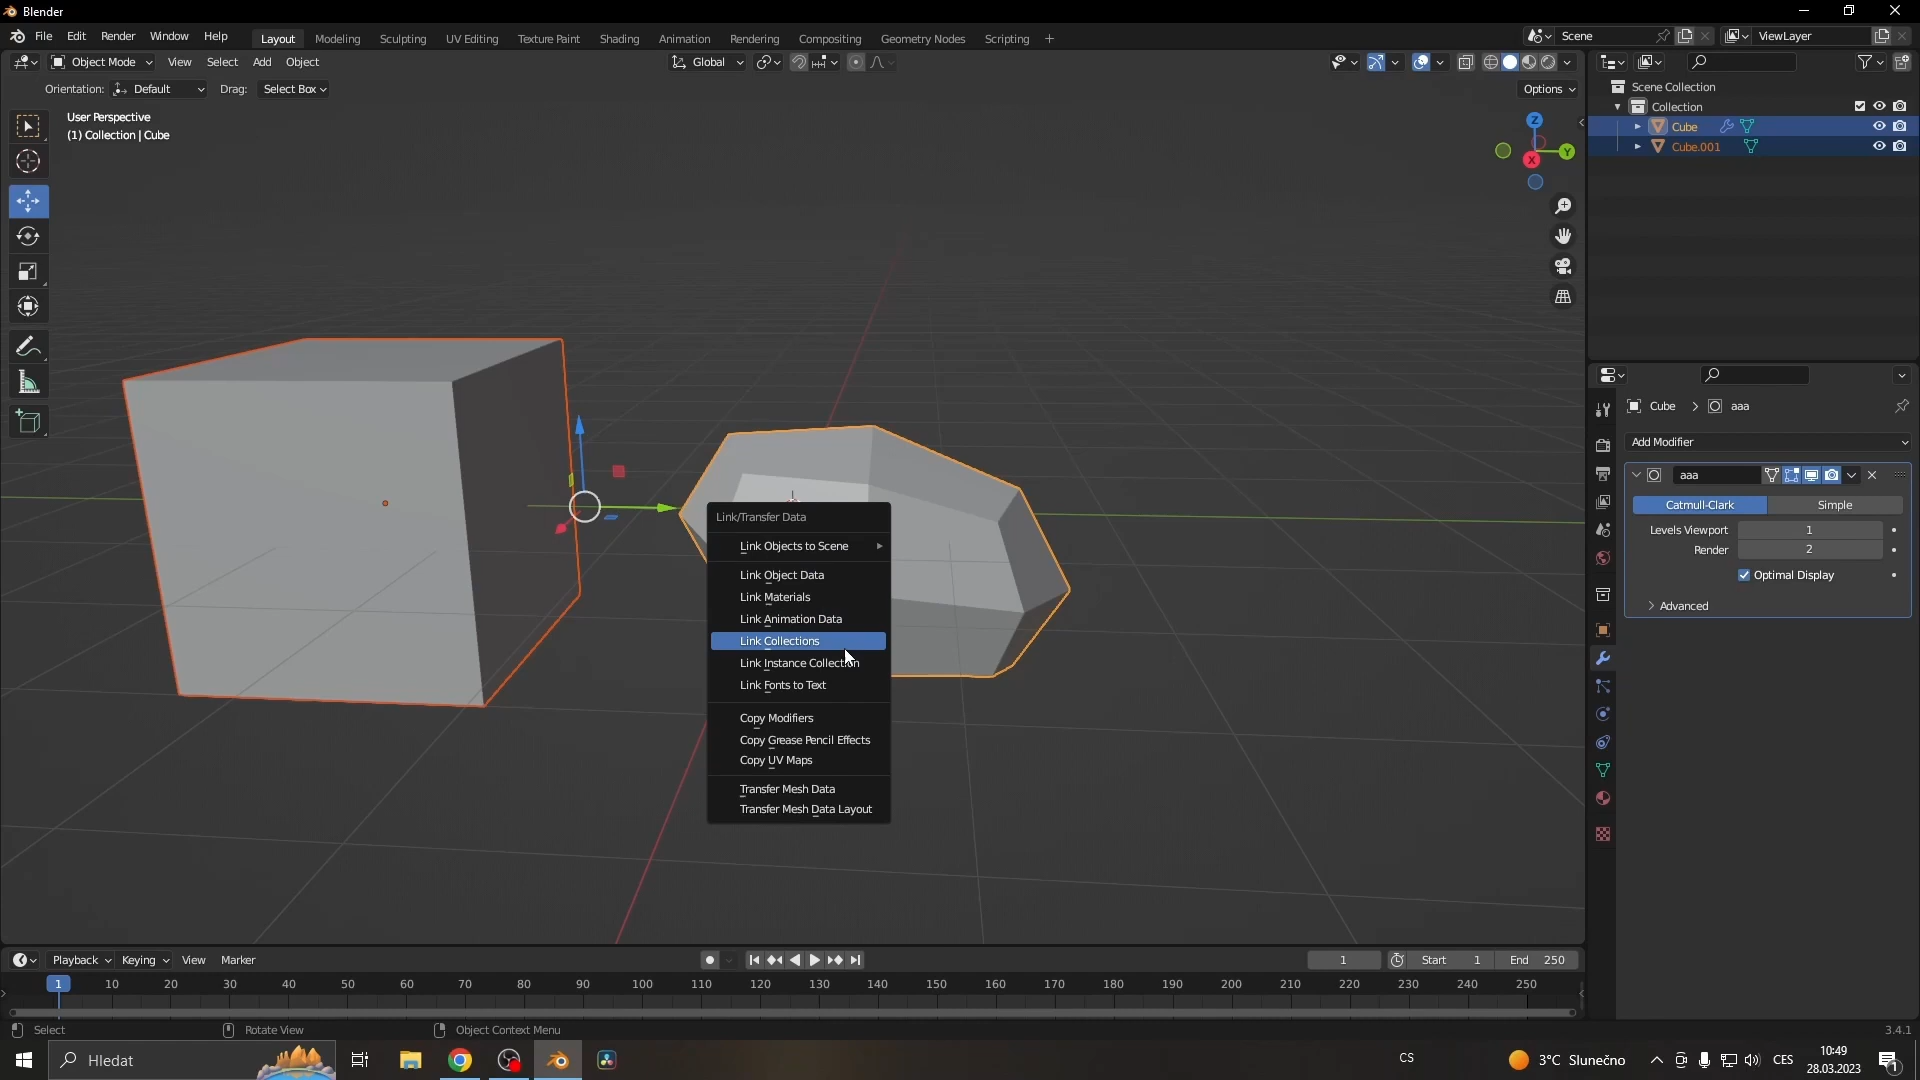 Blender
File Edit Render Window Help Layout Modeling Sculpting UV Editing Texture Paint Shading Animation Rendering Compositing Geometry Nodes Scripting + Scene ViewLayer
Object Mode View Select Add Object Global
Orientation: Default Drag: Select Box Options
User Perspective
(1) Collection | Cube
Z
Y
X
Scene Collection
Collection
Cube
Cube.001
Cube > aaa
Add Modifier
aaa
Catmull-Clark Simple
Levels Viewport 1
Render 2
Optimal Display
Advanced
Link/Transfer Data
Link Objects to Scene
Link Object Data
Link Materials
Link Animation Data
Link Collections
Link Instance Collection
Link Fonts to Text
Copy Modifiers
Copy Grease Pencil Effects
Copy UV Maps
Transfer Mesh Data
Transfer Mesh Data Layout
Playback Keying View Marker 1 Start 1 End 250
1 10 20 30 40 50 60 70 80 90 100 110 120 130 140 150 160 170 180 190 200 210 220 230 240 250
Select Rotate View Object Context Menu 3.4.1
Hledat CS 3°C Slunečno CES 10:49
28.03.2023
1